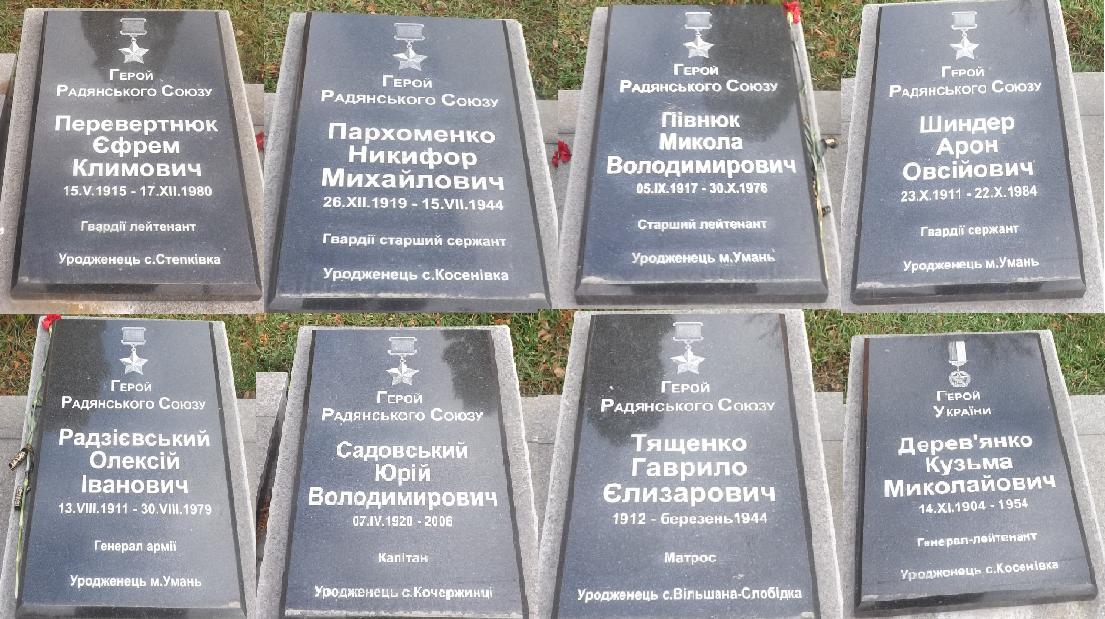 Герой
Радянського Союзу
Перевертнюк
Єфрем
Климович
15.V.1915 - 17.XII.1980
Гвардії лейтенант
Уродженець с.Степківка
Герой
Радянського Союзу
Пархоменко
Никифор
Михайлович
26.XII.1919 - 15.VII.1944
Гвардії старший сержант
Уродженець с.Косенівка
Герой
Радянського Союзу
Півнюк
Микола
Володимирович
05.IX.1917 - 30.X.1976
Старший лейтенант
Уродженець м.Умань
Герой
Радянського Союзу
Шиндер
Арон
Овсійович
23.X.1911 - 22.X.1984
Гвардії сержант
Уродженець м.Умань
Герой
Радянського Союзу
Радзієвський
Олексій
Іванович
13.VIII.1911 - 30.VIII.1979
Генерал армії
Уродженець м.Умань
Герой
Радянського Союзу
Садовський
Юрій
Володимирович
07.IV.1920 - 2006
Капітан
Уродженець с.Кочержинці
Герой
Радянського Союзу
Тященко
Гаврило
Єлизарович
1912 - березень1944
Матрос
Уродженець с.Вільшана-Слобідка
Герой
України
Дерев'янко
Кузьма
Миколайович
14.XI.1904 - 1954
Генерал-лейтенант
Уродженець с.Косенівка